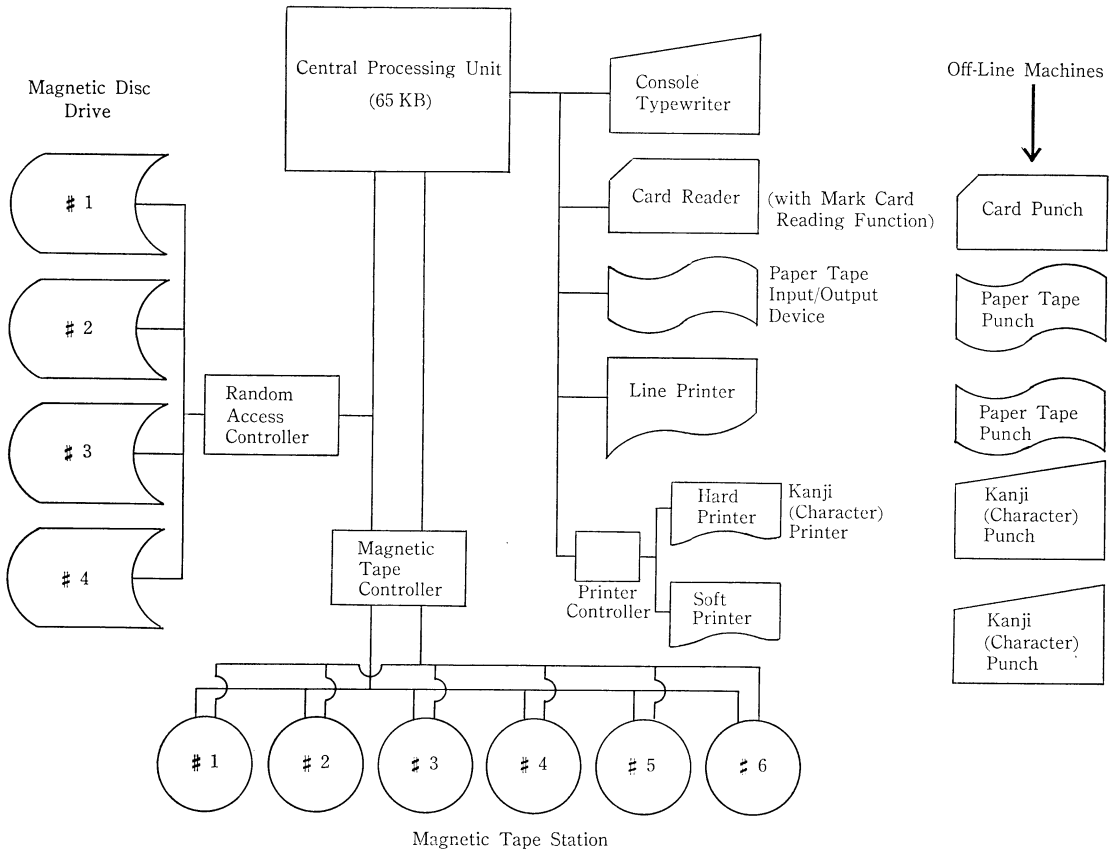 Magnetic Disc
Drive
# 1
# 2
# 3
# 4
Central Processing Unit
(65 KB)
Random
Access
Controller
Magnetic
Tape
Controller
Console
Typewriter
Card Reader
(with Mark Card
Reading Function)
Paper Tape
Input/Output
Device
Line Printer
Hard
Printer
Kanji
(Character)
Printer
Printer
Controller
Soft
Printer
Off-Line Machines
Card Punch
Paper Tape
Punch
Paper Tape
Punch
Kanji
(Character)
Punch
Kanji
(Character)
Punch
# 1
# 2
# 3
# 4
# 5
# 6
Magnetic Tape Station